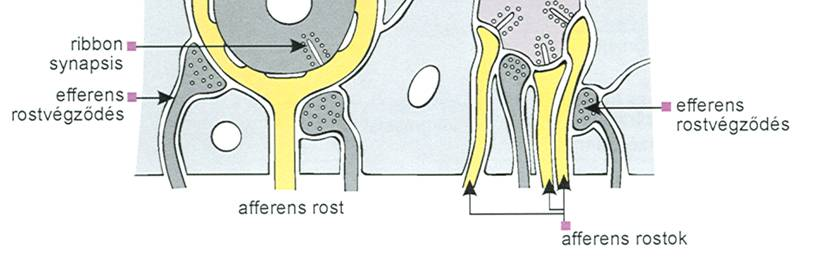 ribbon
synapsis
efferens
rostvégződés
efferens
rostvégződés
afferens rost
afferens rostok